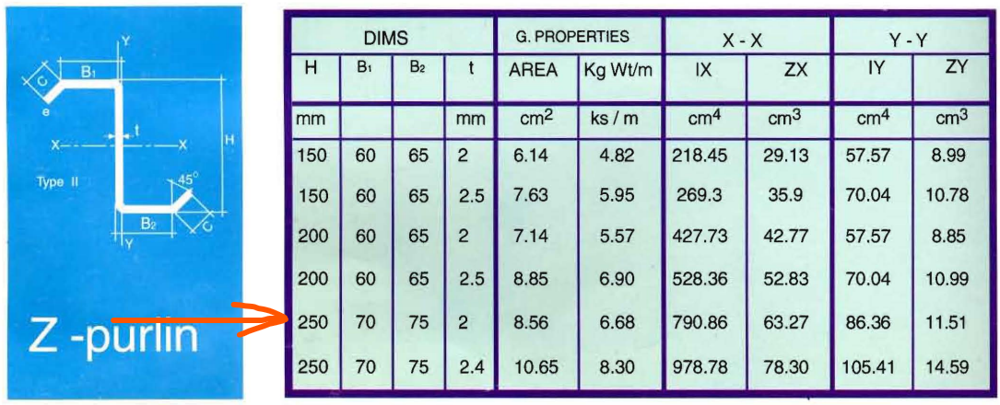 Y
B1
C
e
t
X
X
H
Type II
45°
B2
C
Y
Z -purlin
DIMS G. PROPERTIES X - X Y - Y
H B1 B2 t AREA Kg Wt/m IX ZX IY ZY
mm mm cm2 ks / m cm4 cm3 cm4 cm3
150 60 65 2 6.14 4.82 218.45 29.13 57.57 8.99
150 60 65 2.5 7.63 5.95 269.3 35.9 70.04 10.78
200 60 65 2 7.14 5.57 427.73 42.77 57.57 8.85
200 60 65 2.5 8.85 6.90 528.36 52.83 70.04 10.99
250 70 75 2 8.56 6.68 790.86 63.27 86.36 11.51
250 70 75 2.4 10.65 8.30 978.78 78.30 105.41 14.59